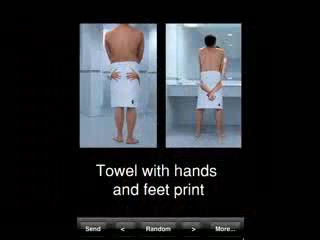 Towel with hands
and feet print
Send < Random > More...